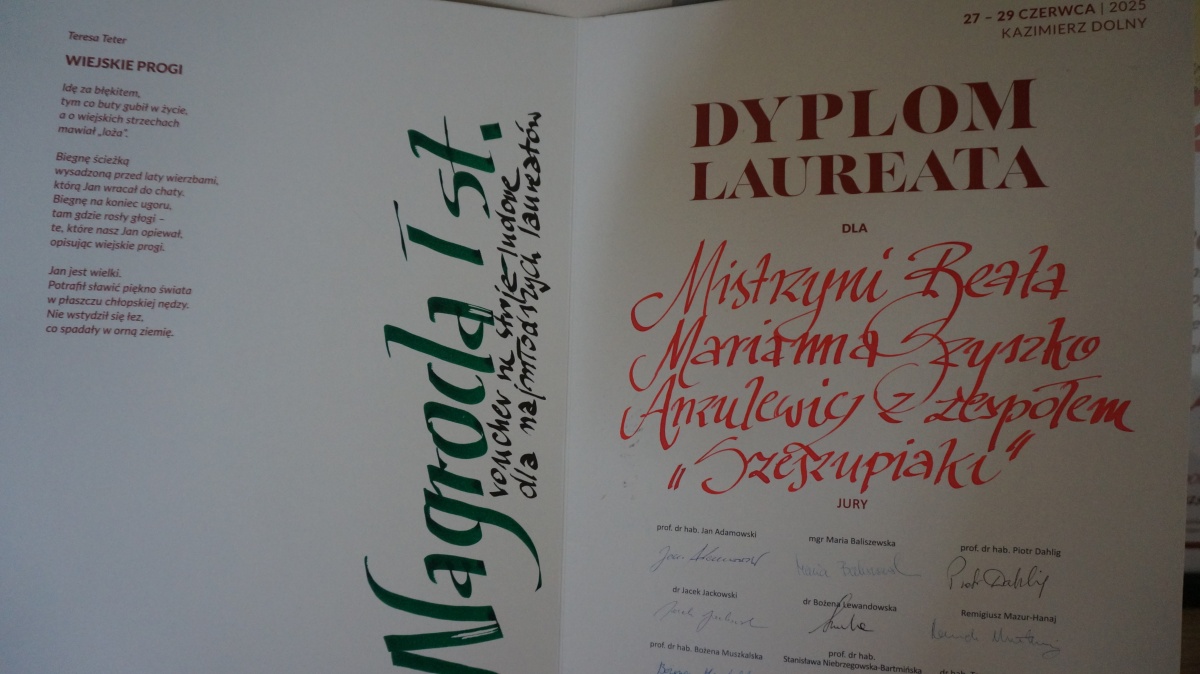 Teresa Teter
WIEJSKIE PROGI
Idę za błękitem,
tym co buty gubił w życie,
a o wiejskich strzechach
mawiał „loża”.
Biegnę ścieżką
wysadzoną przed laty wierzbami,
którą Jan wracał do chaty.
Biegnę na koniec ugoru,
tam gdzie rosły głogi –
te, które nasz Jan opiewał,
opisując wiejskie progi.
Jan jest wielki.
Potrafił sławić piękno świata
w płaszczu chłopskiej nędzy.
Nie wstydził się łez,
co spadały w orną ziemię.
Nagroda I st.
voucher na stroje ludowe
dla najmłodszych laureatów
27 – 29 CZERWCA | 2025
KAZIMIERZ DOLNY
DYPLOM
LAUREATA
DLA
Mistrzyni Beata
Marianna Bzyszko
Anzulewicz z zespołem
„Szeszupiaki”
JURY
prof. dr hab. Jan Adamowski
mgr Maria Baliszewska
prof. dr hab. Piotr Dahlig
Piotr Dahlig
dr Jacek Jackowski
dr Bożena Lewandowska
Remigiusz Mazur-Hanaj
prof. dr hab. Bożena Muszkalska
prof. dr hab.
Stanisława Niebrzegowska-Bartmińska